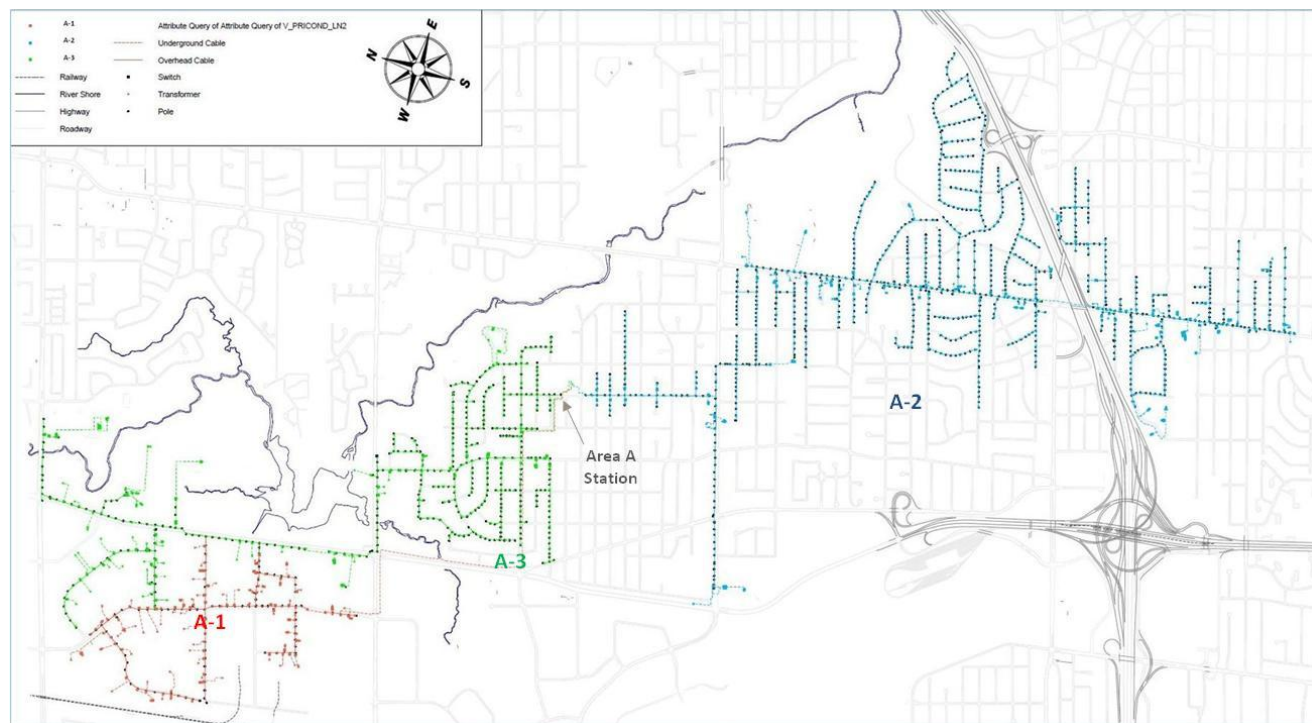 A-1
Attribute Query of Attribute Query of V_PRICOND_LN2
A-2
Underground Cable
A-3
Overhead Cable
Railway
Switch
River Shore
Transformer
Highway
Pole
Roadway
N
E
S
W
A-2
Area A
Station
A-3
A-1